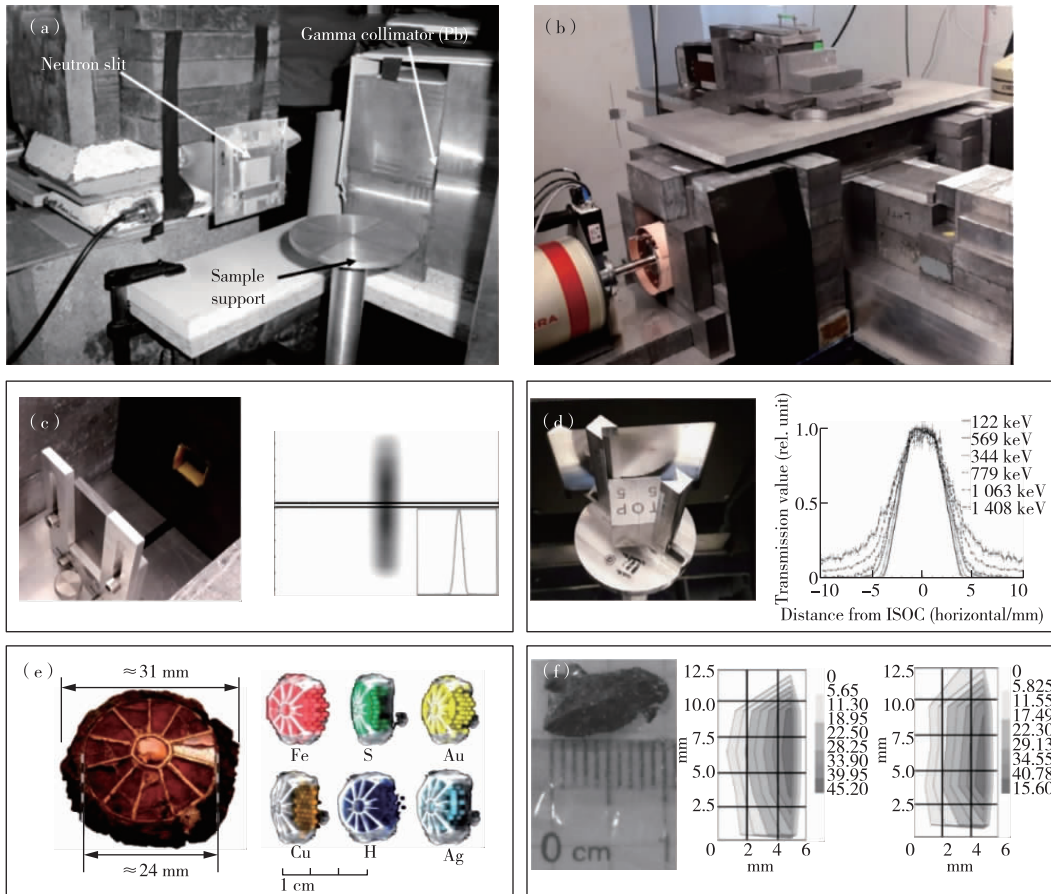 (a)
Gamma collimator (Pb)
Neutron slit
Sample
support
(b)
(c)
(d)
TOP
5
5
Transmission value (rel. unit)
1.0
0.5
0
122 keV
569 keV
344 keV
779 keV
1 063 keV
1 408 keV
−10
−5
0
5
10
Distance from ISOC (horizontal/mm)
(e)
≈31 mm
≈24 mm
Fe
S
Au
Cu
H
Ag
1 cm
(f)
0 cm
12.5
10.0
7.5
5.0
2.5
0
2
4
6
mm
mm
0
5.65
11.30
18.95
22.50
28.25
33.90
39.95
45.20
12.5
10.0
7.5
5.0
2.5
0
2
4
6
mm
mm
0
5.825
11.55
17.49
22.30
29.13
34.55
40.78
15.60